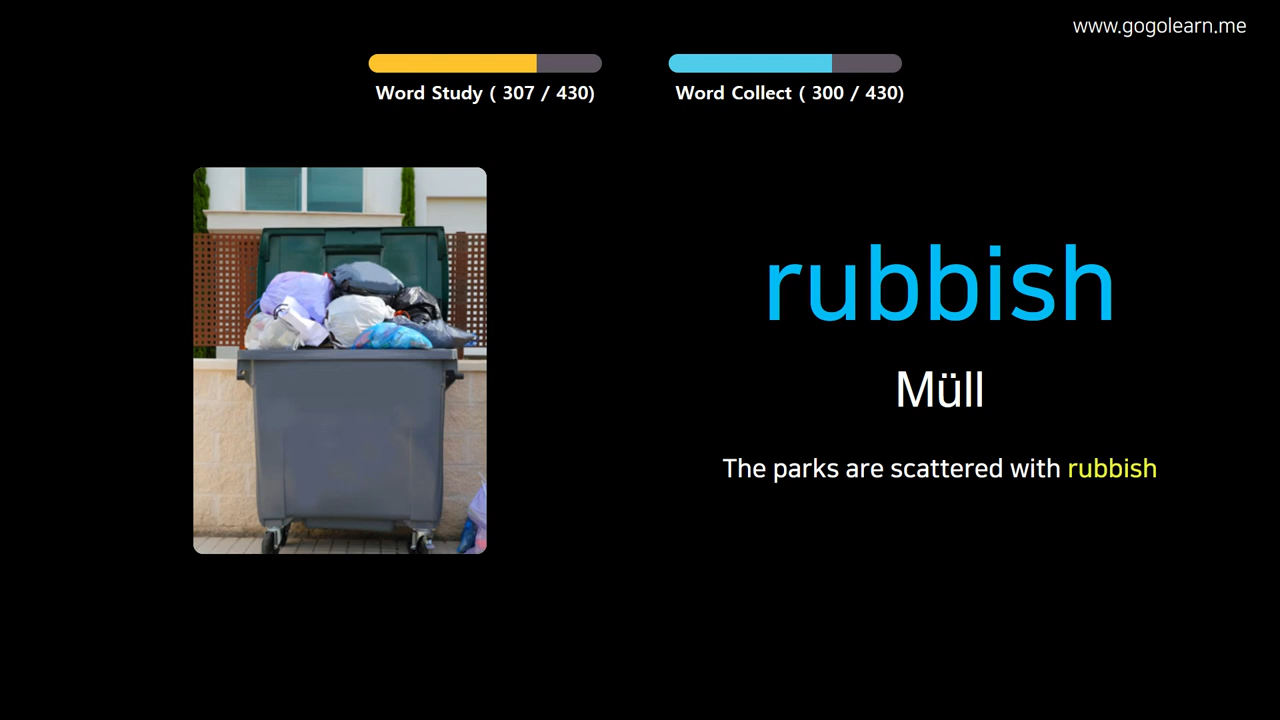 www.gogolearn.me
Word Study ( 307 / 430)
Word Collect ( 300 / 430)
rubbish
Müll
The parks are scattered with rubbish